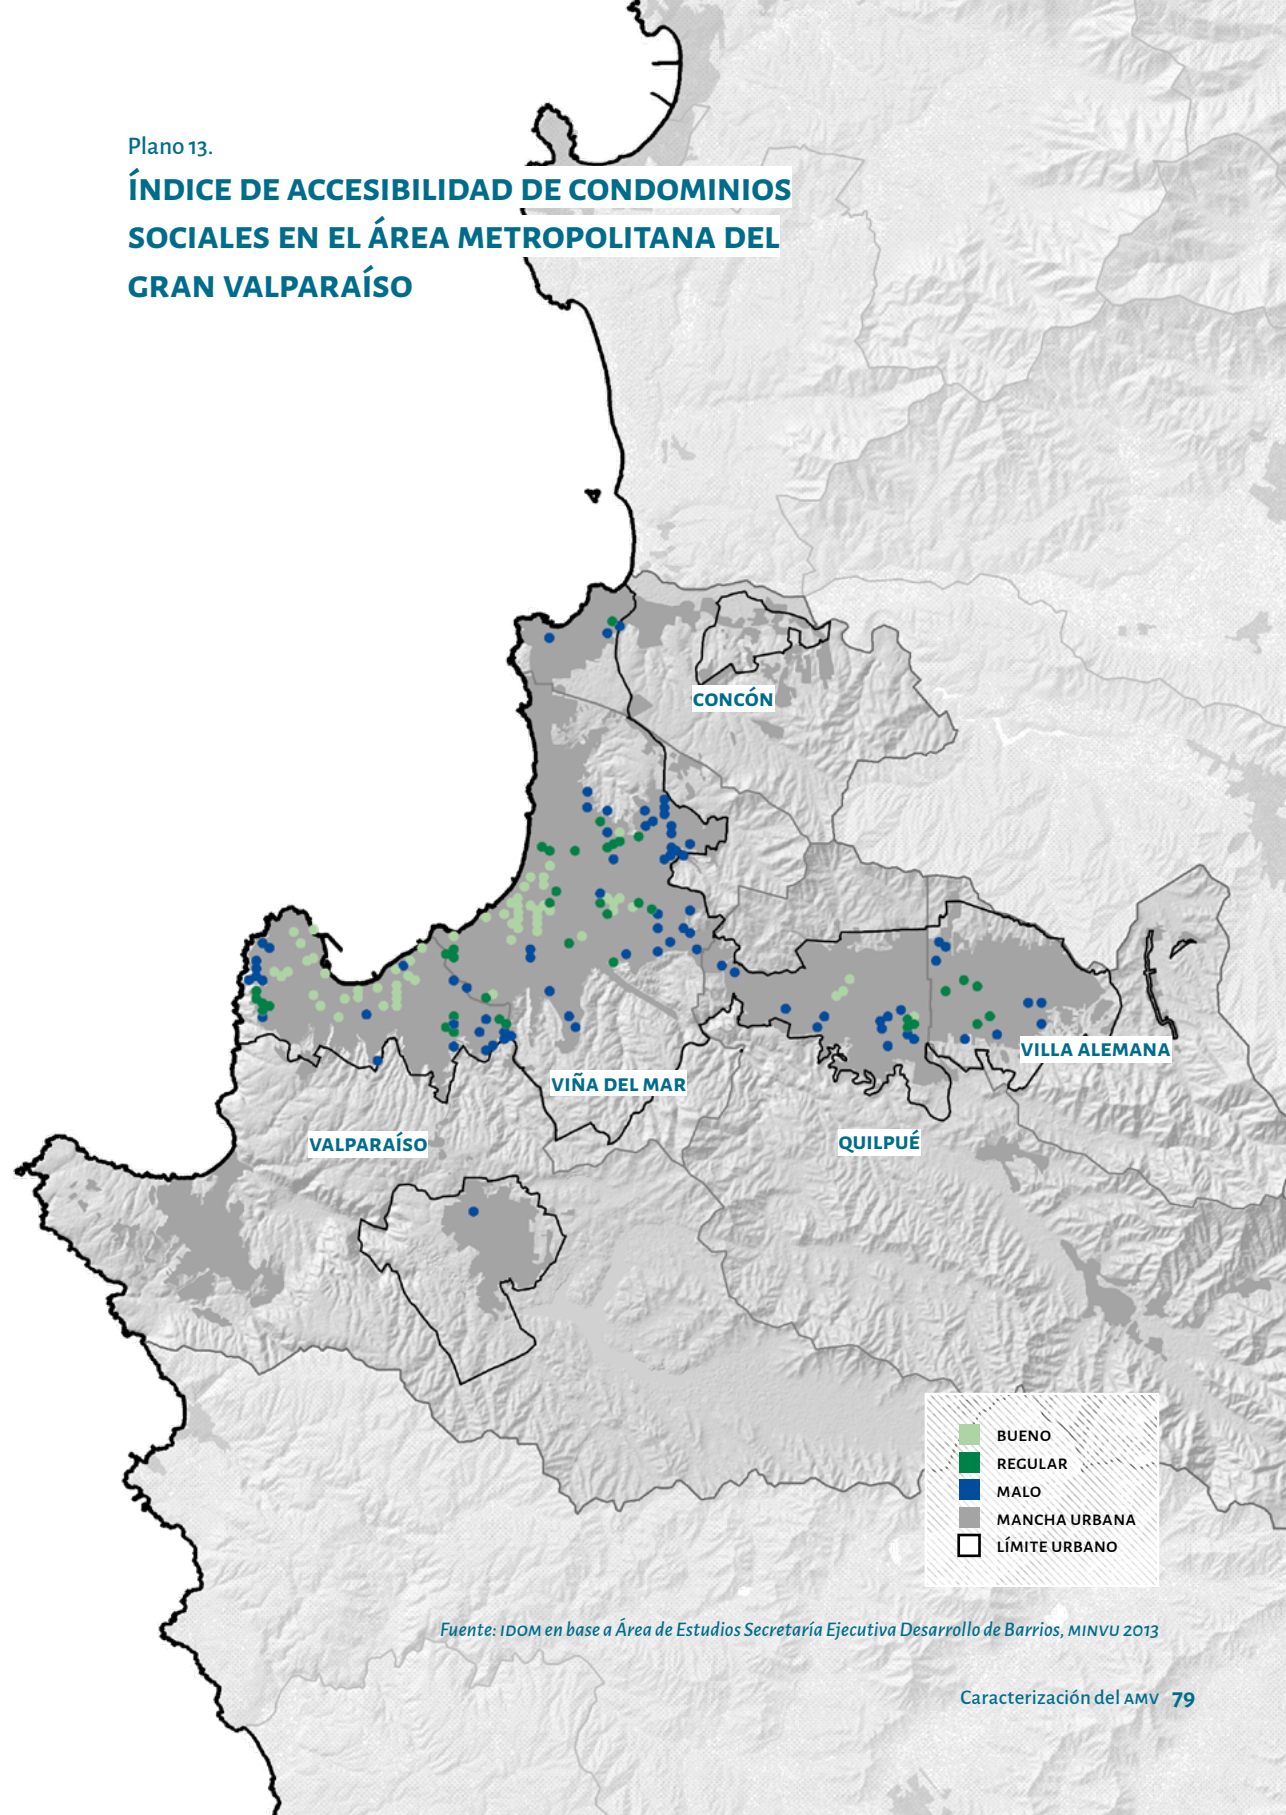 Plano 13.
ÍNDICE DE ACCESIBILIDAD DE CONDOMINIOS
SOCIALES EN EL ÁREA METROPOLITANA DEL
GRAN VALPARAÍSO
CONCÓN
VILLA ALEMANA
VIÑA DEL MAR
VALPARAÍSO
QUILPUÉ
BUENO
REGULAR
MALO
MANCHA URBANA
LÍMITE URBANO
Fuente: IDOM en base a Área de Estudios Secretaría Ejecutiva Desarrollo de Barrios, MINVU 2013
Caracterización del AMV 79